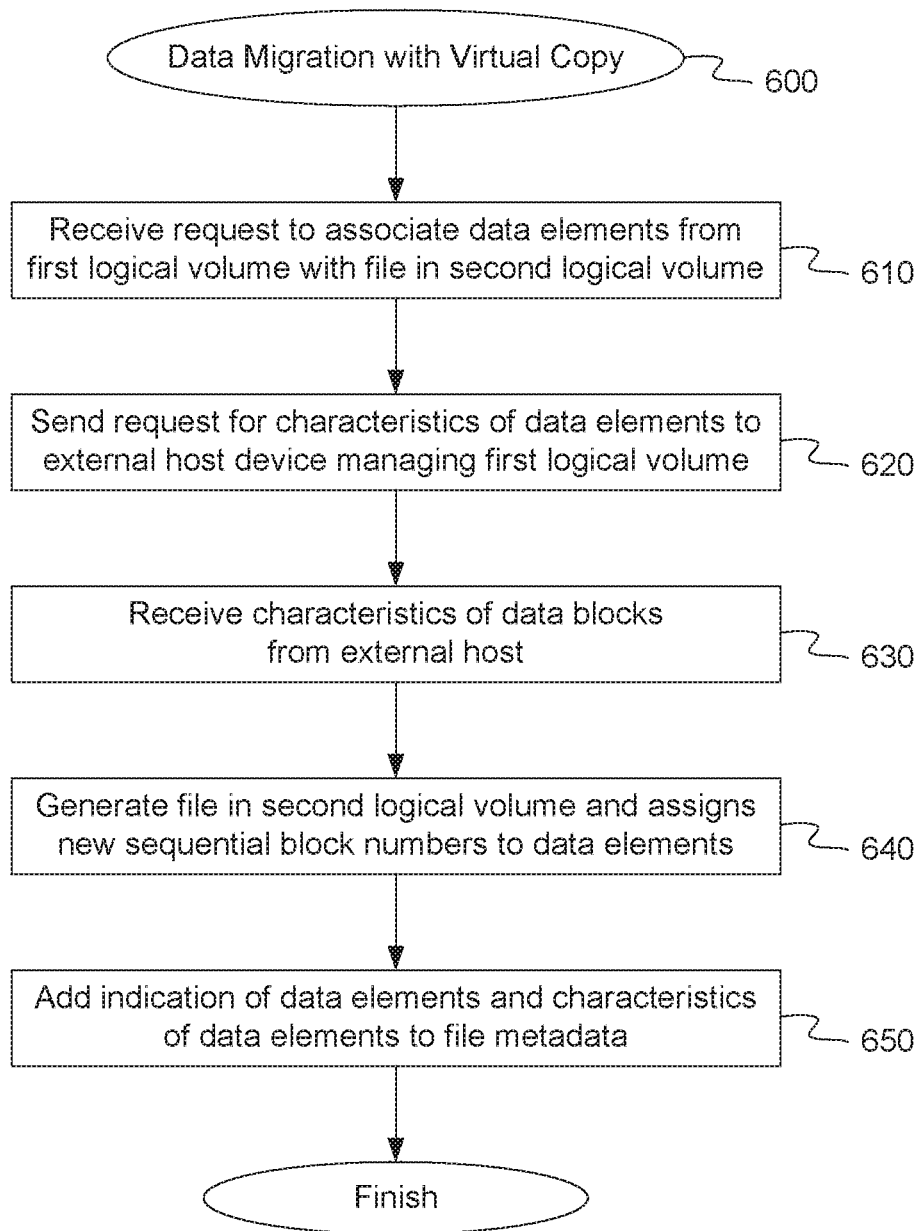 Data Migration with Virtual Copy
600
Receive request to associate data elements from
first logical volume with file in second logical volume
610
Send request for characteristics of data elements to
external host device managing first logical volume
620
Receive characteristics of data blocks
from external host
630
Generate file in second logical volume and assigns
new sequential block numbers to data elements
640
Add indication of data elements and characteristics
of data elements to file metadata
650
Finish